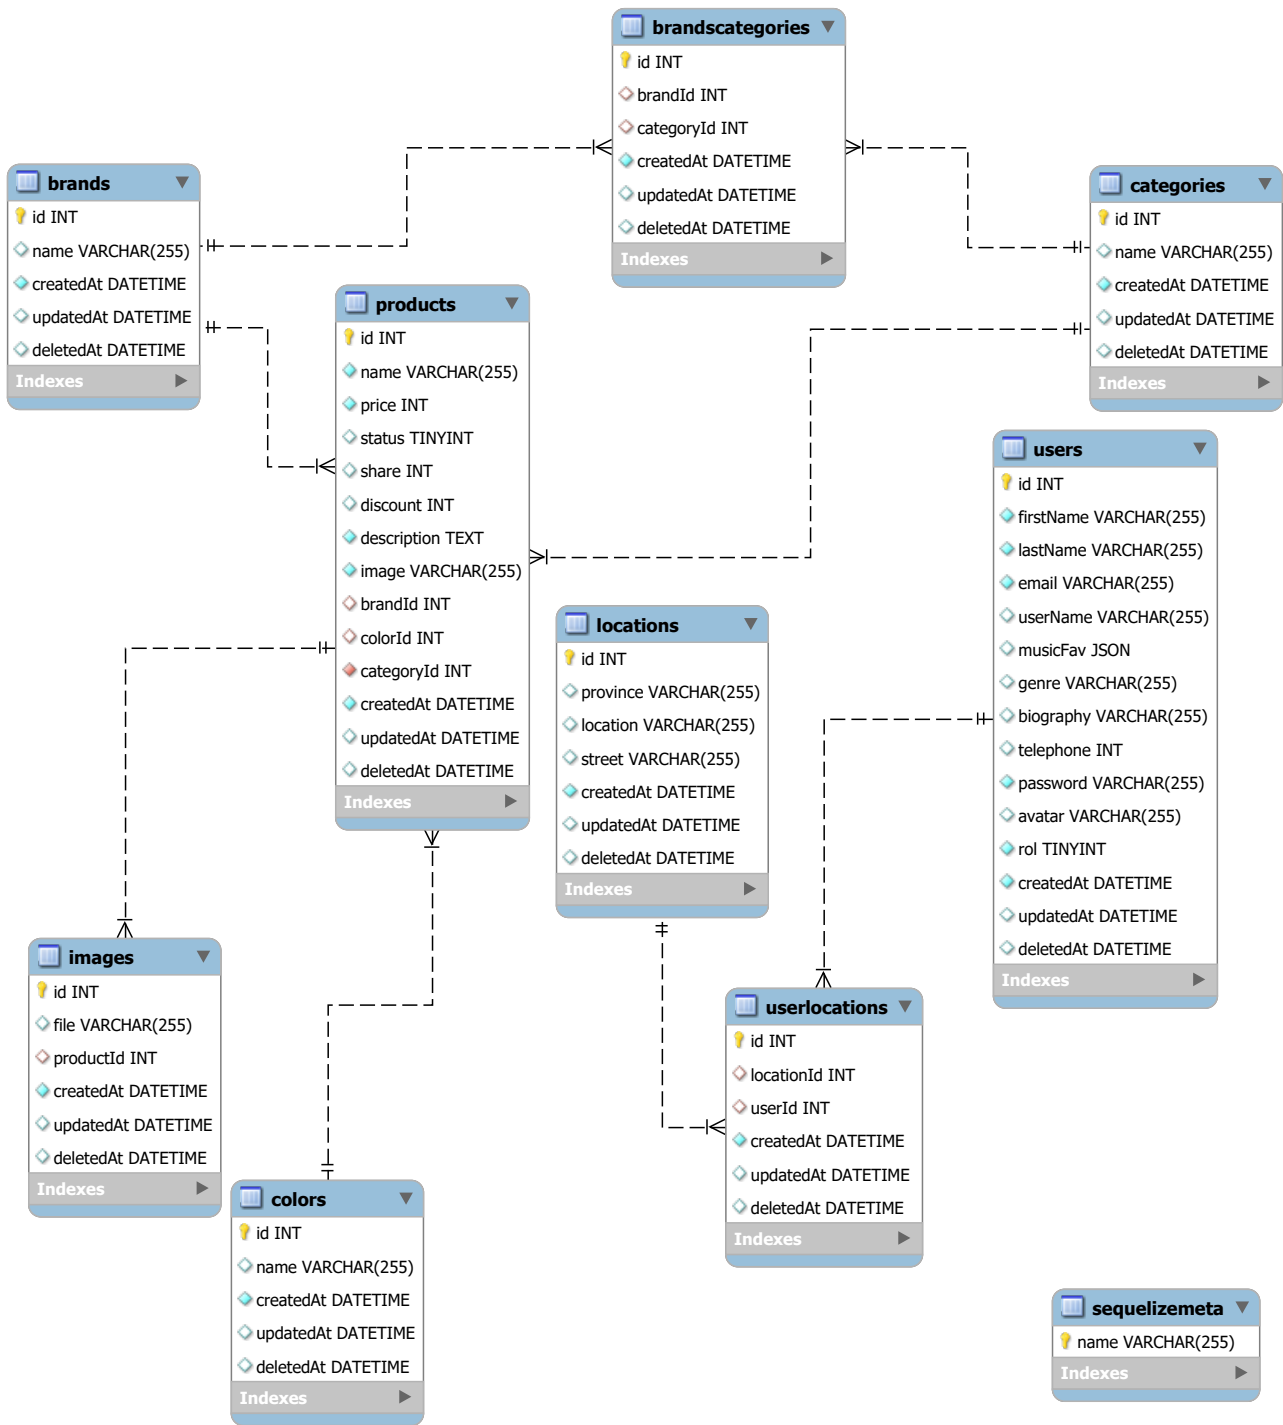 brandscategories
id INT
brandId INT
categoryId INT
createdAt DATETIME
updatedAt DATETIME
deletedAt DATETIME
Indexes
brands
id INT
name VARCHAR(255)
createdAt DATETIME
updatedAt DATETIME
deletedAt DATETIME
Indexes
categories
id INT
name VARCHAR(255)
createdAt DATETIME
updatedAt DATETIME
deletedAt DATETIME
Indexes
products
id INT
name VARCHAR(255)
price INT
status TINYINT
share INT
discount INT
description TEXT
image VARCHAR(255)
brandId INT
colorId INT
categoryId INT
createdAt DATETIME
updatedAt DATETIME
deletedAt DATETIME
Indexes
users
id INT
firstName VARCHAR(255)
lastName VARCHAR(255)
email VARCHAR(255)
userName VARCHAR(255)
musicFav JSON
genre VARCHAR(255)
biography VARCHAR(255)
telephone INT
password VARCHAR(255)
avatar VARCHAR(255)
rol TINYINT
createdAt DATETIME
updatedAt DATETIME
deletedAt DATETIME
Indexes
locations
id INT
province VARCHAR(255)
location VARCHAR(255)
street VARCHAR(255)
createdAt DATETIME
updatedAt DATETIME
deletedAt DATETIME
Indexes
images
id INT
file VARCHAR(255)
productId INT
createdAt DATETIME
updatedAt DATETIME
deletedAt DATETIME
Indexes
userlocations
id INT
locationId INT
userId INT
createdAt DATETIME
updatedAt DATETIME
deletedAt DATETIME
Indexes
colors
id INT
name VARCHAR(255)
createdAt DATETIME
updatedAt DATETIME
deletedAt DATETIME
Indexes
sequelizemeta
name VARCHAR(255)
Indexes